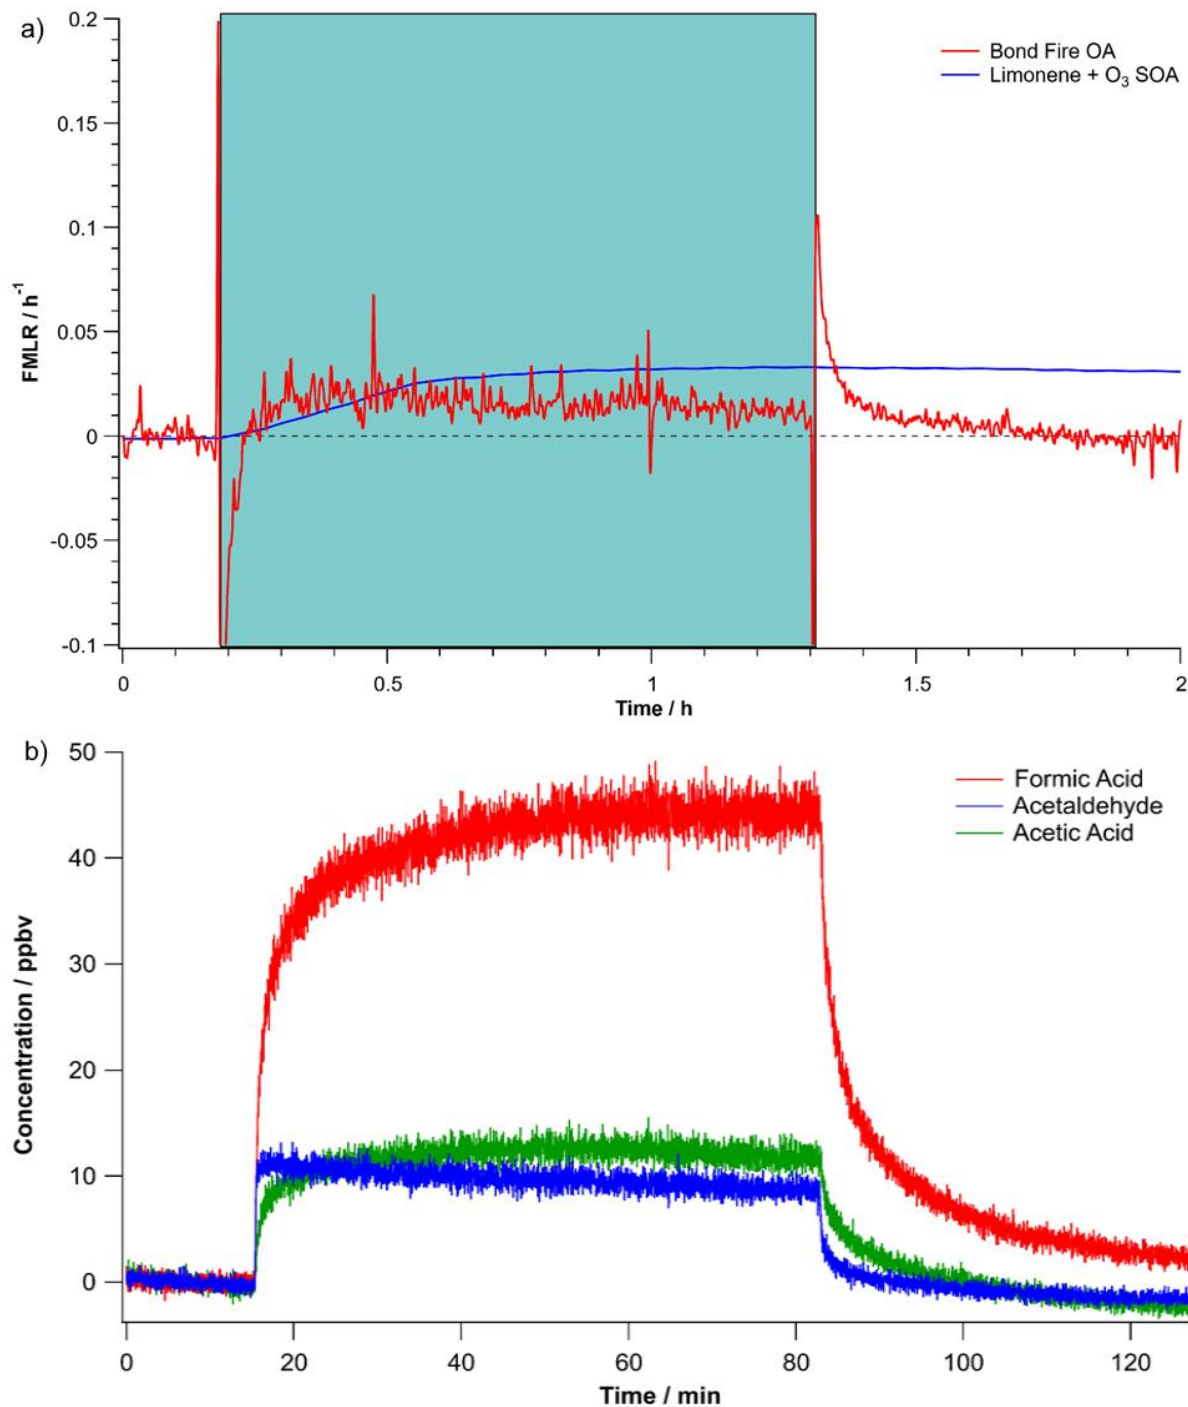 a)
0.2
0.15
0.1
0.05
0
-0.05
-0.1
FMLR / h⁻¹
Bond Fire OA
Limonene + O₃ SOA
0 0.5 1 1.5 2
Time / h
b)
50
40
30
20
10
0
Concentration / ppbv
Formic Acid
Acetaldehyde
Acetic Acid
0 20 40 60 80 100 120
Time / min